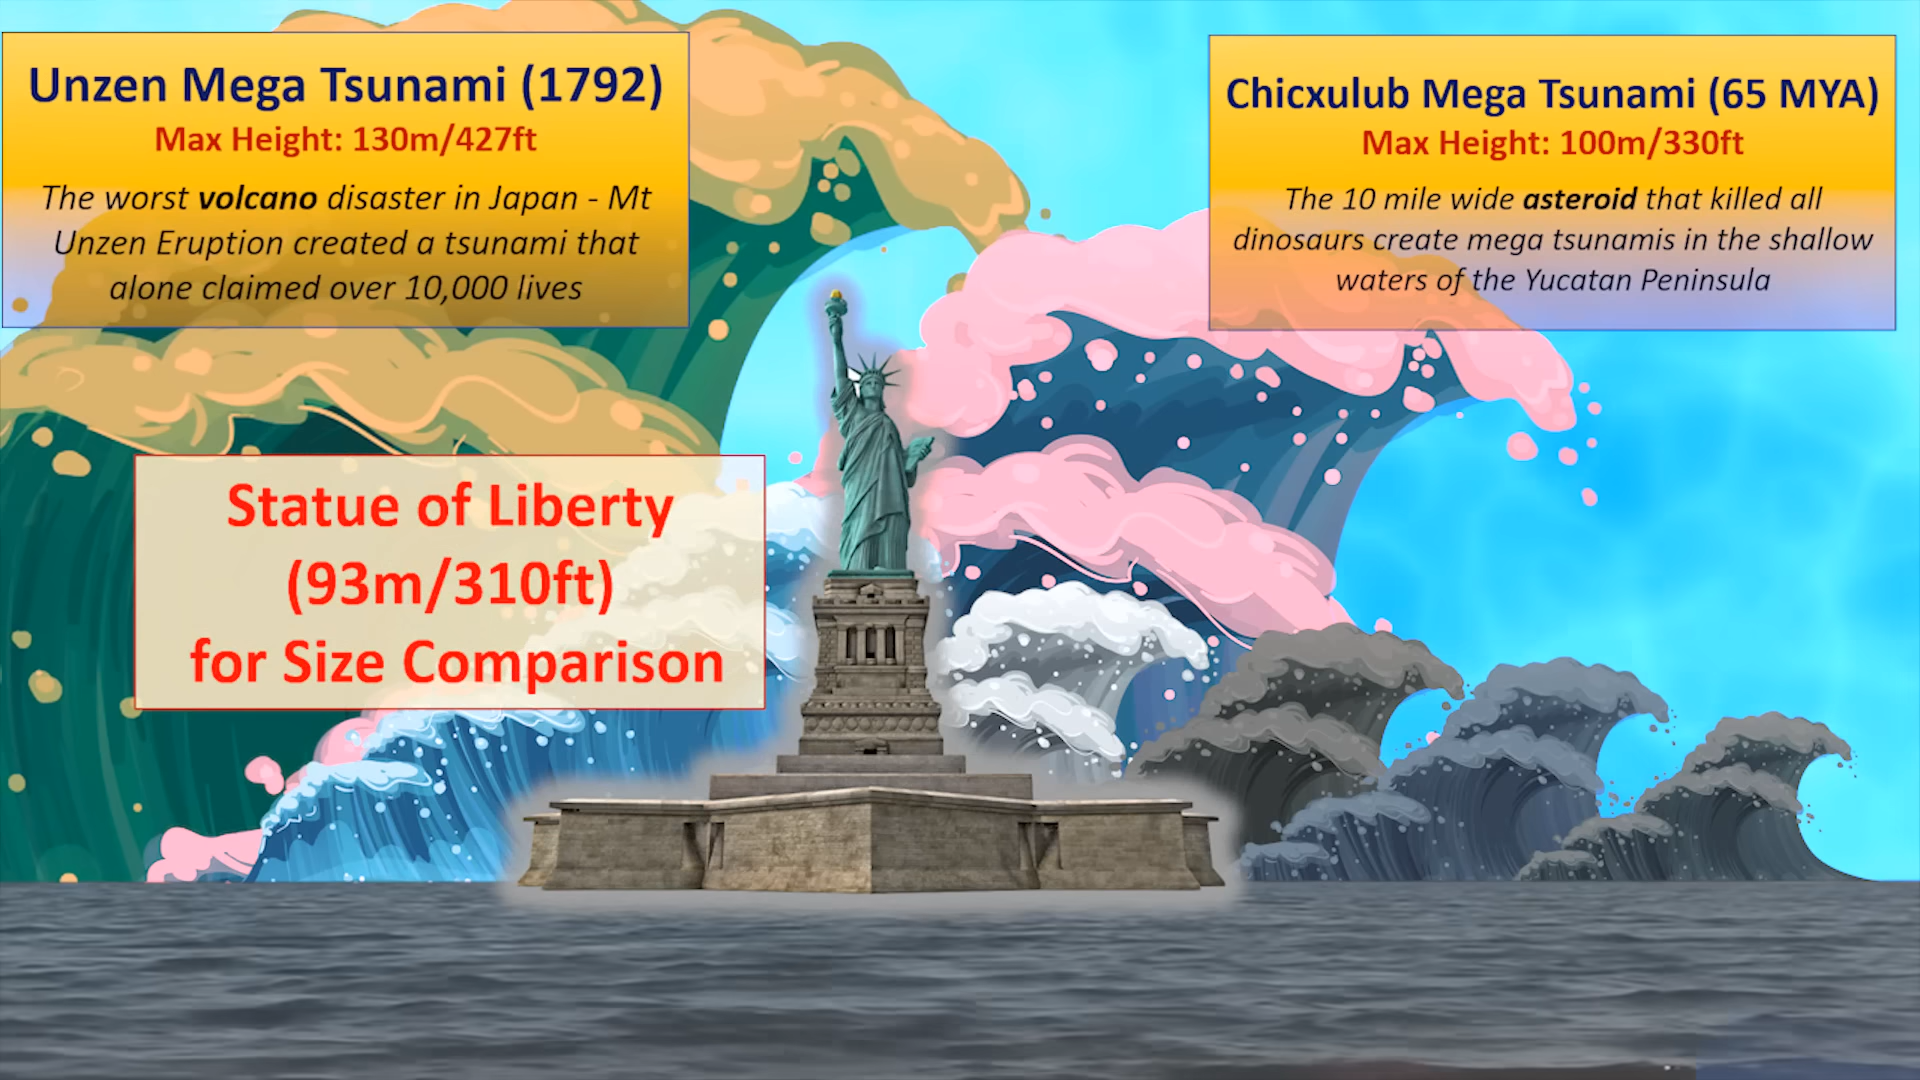 Unzen Mega Tsunami (1792)
Max Height: 130m/427ft
The worst volcano disaster in Japan - Mt
Unzen Eruption created a tsunami that
alone claimed over 10,000 lives
Chicxulub Mega Tsunami (65 MYA)
Max Height: 100m/330ft
The 10 mile wide asteroid that killed all
dinosaurs create mega tsunamis in the shallow
waters of the Yucatan Peninsula
Statue of Liberty
(93m/310ft)
for Size Comparison